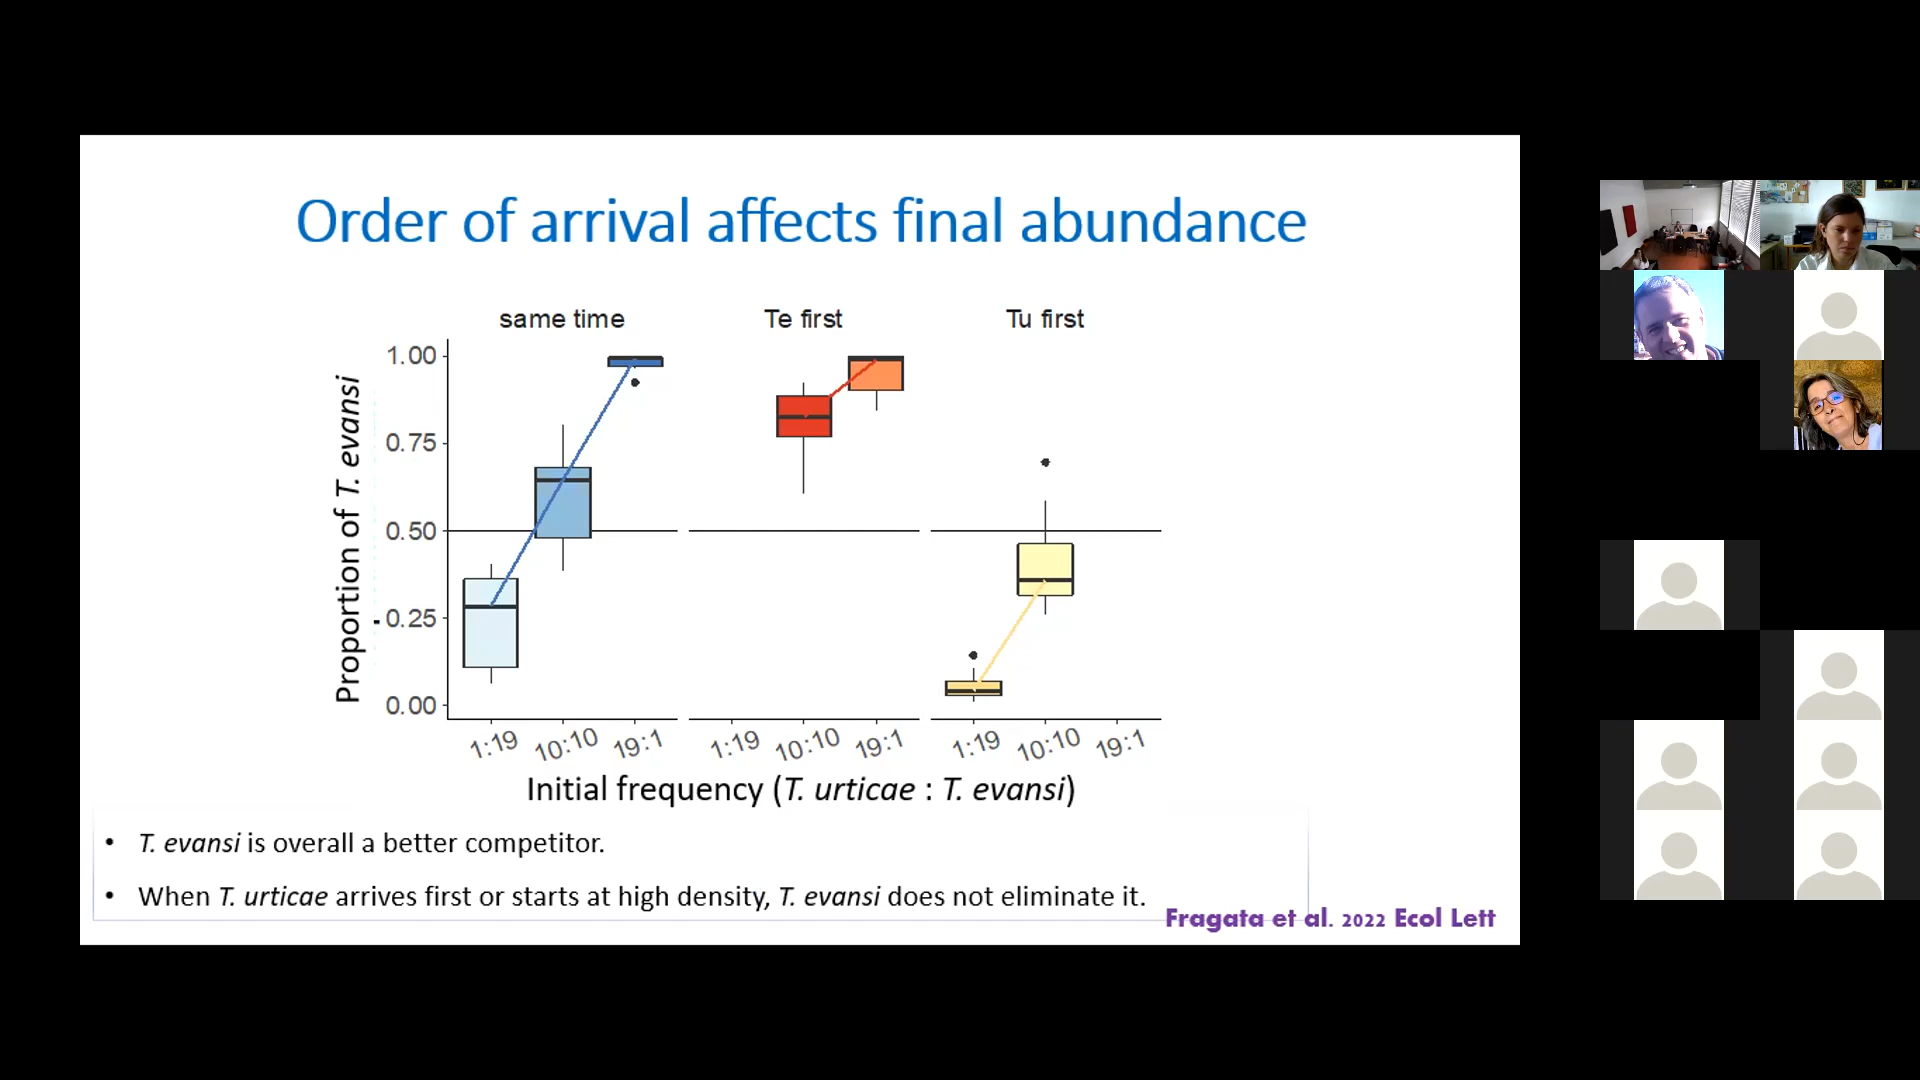 Order of arrival affects final abundance
same time
Te first
Tu first
Proportion of T. evansi
1.00
0.75
0.50
0.25
0.00
1:19 10:10 19:1
1:19 10:10 19:1
1:19 10:10 19:1
Initial frequency (T. urticae : T. evansi)
• T. evansi is overall a better competitor.
• When T. urticae arrives first or starts at high density, T. evansi does not eliminate it.
Fragata et al. 2022 Ecol Lett